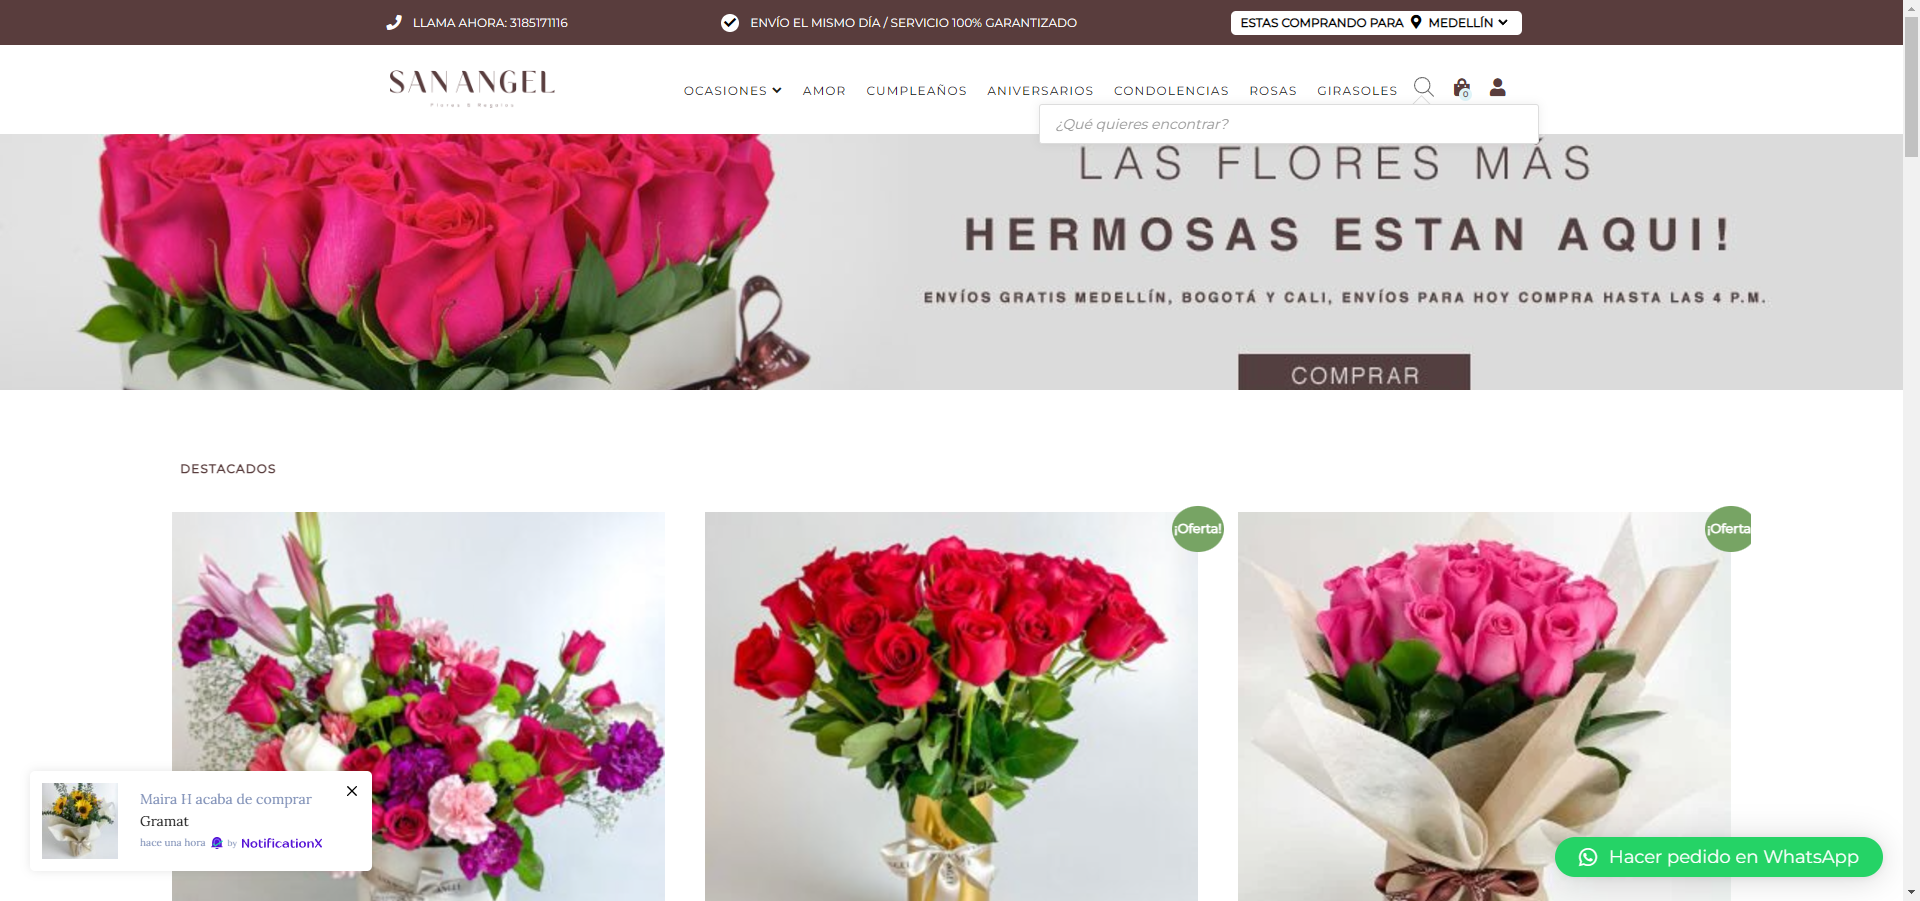 LLAMA AHORA: 3185171116
ENVÍO EL MISMO DÍA / SERVICIO 100% GARANTIZADO
ESTAS COMPRANDO PARA MEDELLÍN
SAN ANGEL
Flores & Regalos
OCASIONES AMOR CUMPLEAÑOS ANIVERSARIOS CONDOLENCIAS ROSAS GIRASOLES
0
¿Qué quieres encontrar?
LAS FLORES MÁS
HERMOSAS ESTAN AQUI!
ENVÍOS GRATIS MEDELLÍN, BOGOTÁ Y CALI, ENVÍOS PARA HOY COMPRA HASTA LAS 4 P.M.
COMPRAR
DESTACADOS
¡Oferta!
¡Oferta
Maira H acaba de comprar
Gramat
hace una hora by NotificationX
Hacer pedido en WhatsApp